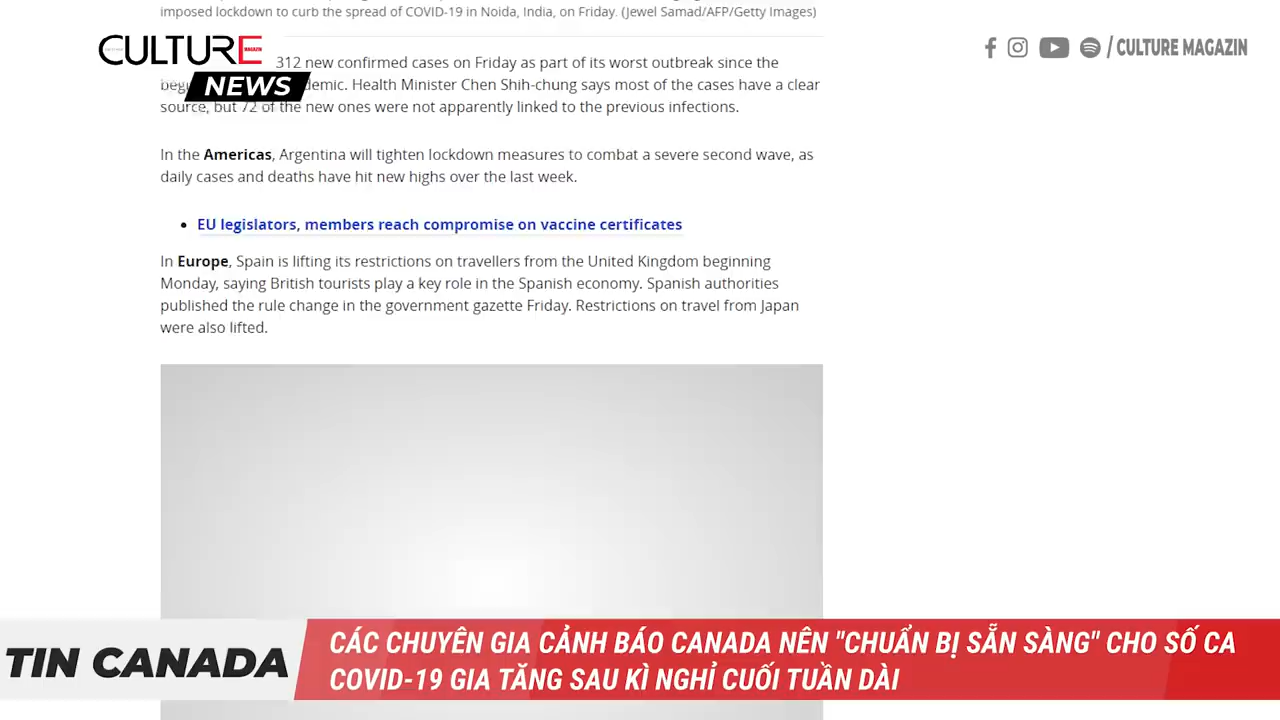 imposed lockdown to curb the spread of COVID-19 in Noida, India, on Friday. (Jewel Samad/AFP/Getty Images)
CULTURE MAGAZIN
NEWS
/ CULTURE MAGAZIN
312 new confirmed cases on Friday as part of its worst outbreak since the
Health Minister Chen Shih-chung says most of the cases have a clear
source, but 72 of the new ones were not apparently linked to the previous infections.
In the Americas, Argentina will tighten lockdown measures to combat a severe second wave, as
daily cases and deaths have hit new highs over the last week.
• EU legislators, members reach compromise on vaccine certificates
In Europe, Spain is lifting its restrictions on travellers from the United Kingdom beginning
Monday, saying British tourists play a key role in the Spanish economy. Spanish authorities
published the rule change in the government gazette Friday. Restrictions on travel from Japan
were also lifted.
TIN CANADA
CÁC CHUYÊN GIA CẢNH BÁO CANADA NÊN "CHUẨN BỊ SẴN SÀNG" CHO SỐ CA
COVID-19 GIA TĂNG SAU KÌ NGHỈ CUỐI TUẦN DÀI